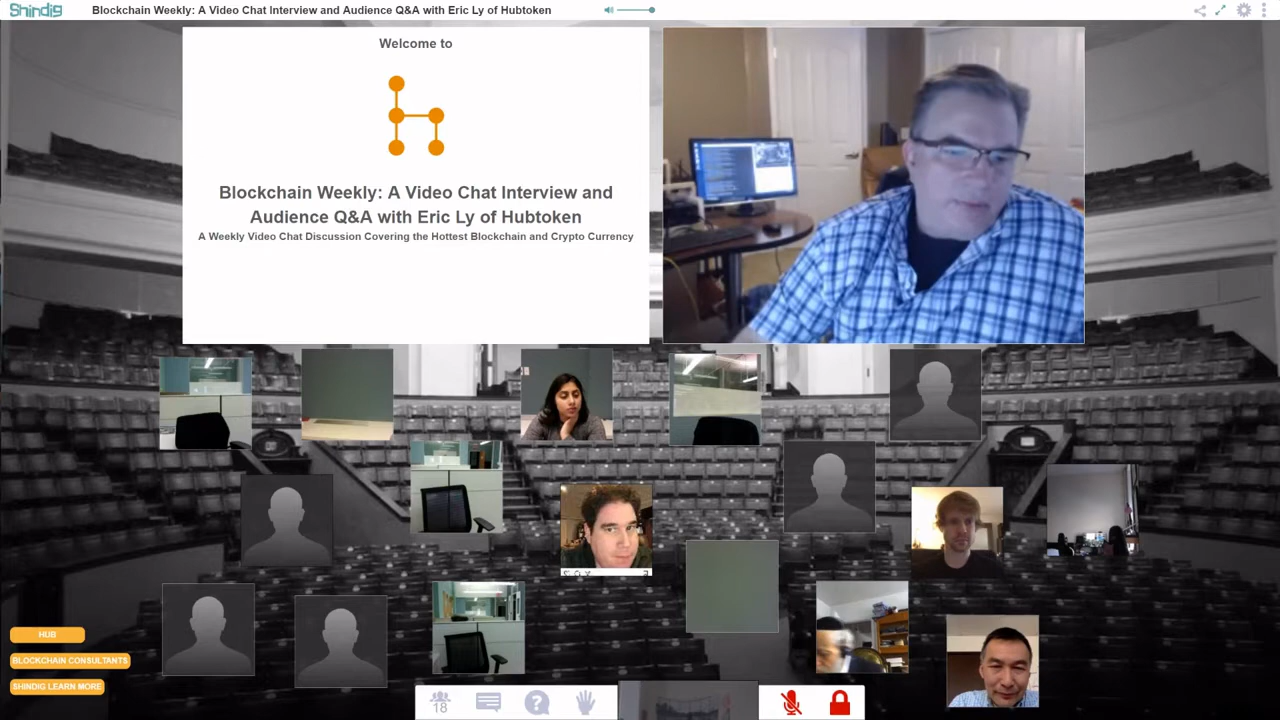 Shindig
Blockchain Weekly: A Video Chat Interview and Audience Q&A with Eric Ly of Hubtoken
Welcome to
Blockchain Weekly: A Video Chat Interview and
Audience Q&A with Eric Ly of Hubtoken
A Weekly Video Chat Discussion Covering the Hottest Blockchain and Crypto Currency
HUB
BLOCKCHAIN CONSULTANTS
SHINDIG LEARN MORE
18